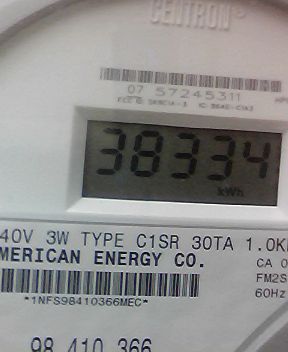 CENTRON®
07 57245311
38334
kWh
40V 3W TYPE C1SR 30TA 1.0K
MERICAN ENERGY CO.
CA 0
FM2S
60Hz
*1NFS98410366MEC*
98 410 366